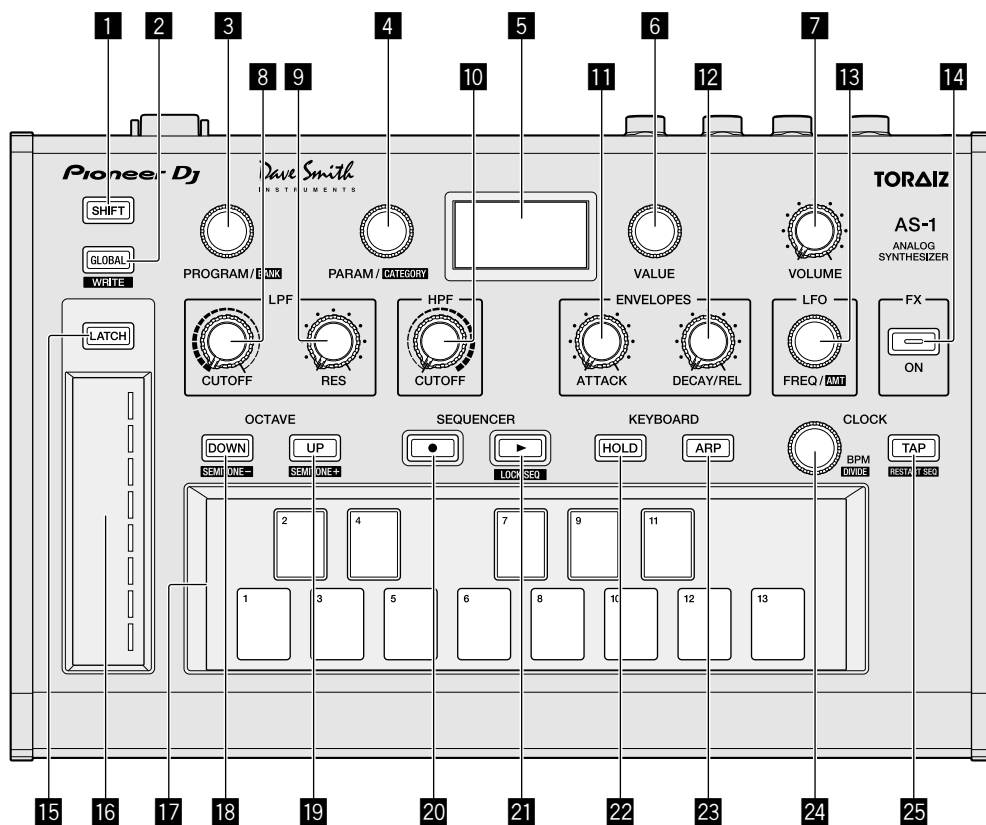 1 2 3 4 5 6 7
8 9 10 11 12 13 14
Pioneer Dj
Dave Smith
INSTRUMENTS
TORAIZ
SHIFT
AS-1
GLOBAL
ANALOG
SYNTHESIZER
WRITE
PROGRAM / BANK
PARAM / CATEGORY
VALUE
VOLUME
LPF
HPF
ENVELOPES
LFO
FX
15
LATCH
CUTOFF
RES
CUTOFF
ATTACK
DECAY/REL
FREQ / AMT
ON
OCTAVE
SEQUENCER
KEYBOARD
CLOCK
DOWN
UP
HOLD
ARP
BPM
DIVIDE
TAP
SEMITONE−
SEMITONE+
LOCK SEQ
RESTART SEQ
2 4 7 9 11
1 3 5 6 8 10 12 13
15 16 17 18 19 20 21 22 23 24 25